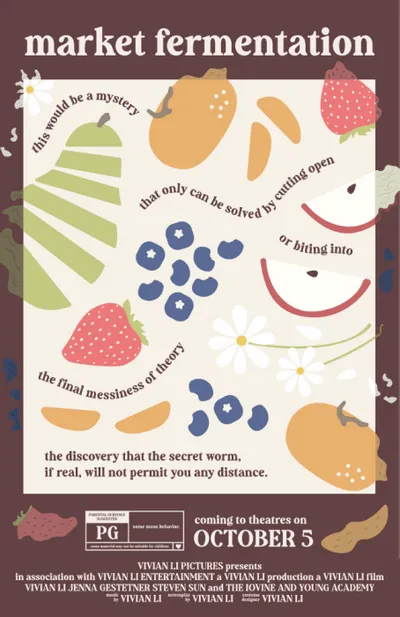 market fermentation
this would be a mystery
that only can be solved by cutting open
or biting into
the final messiness of theory
the discovery that the secret worm,
if real, will not permit you any distance.
PG
some mean behavior.
some material may not be suitable for children.
coming to theatres on
OCTOBER 5
VIVIAN LI PICTURES presents
in association with VIVIAN LI ENTERTAINMENT a VIVIAN LI production a VIVIAN LI film
VIVIAN LI JENNA GESTETNER STEVEN SUN and THE IOVINE AND YOUNG ACADEMY
music by VIVIAN LI screenplay by VIVIAN LI costume designer VIVIAN LI